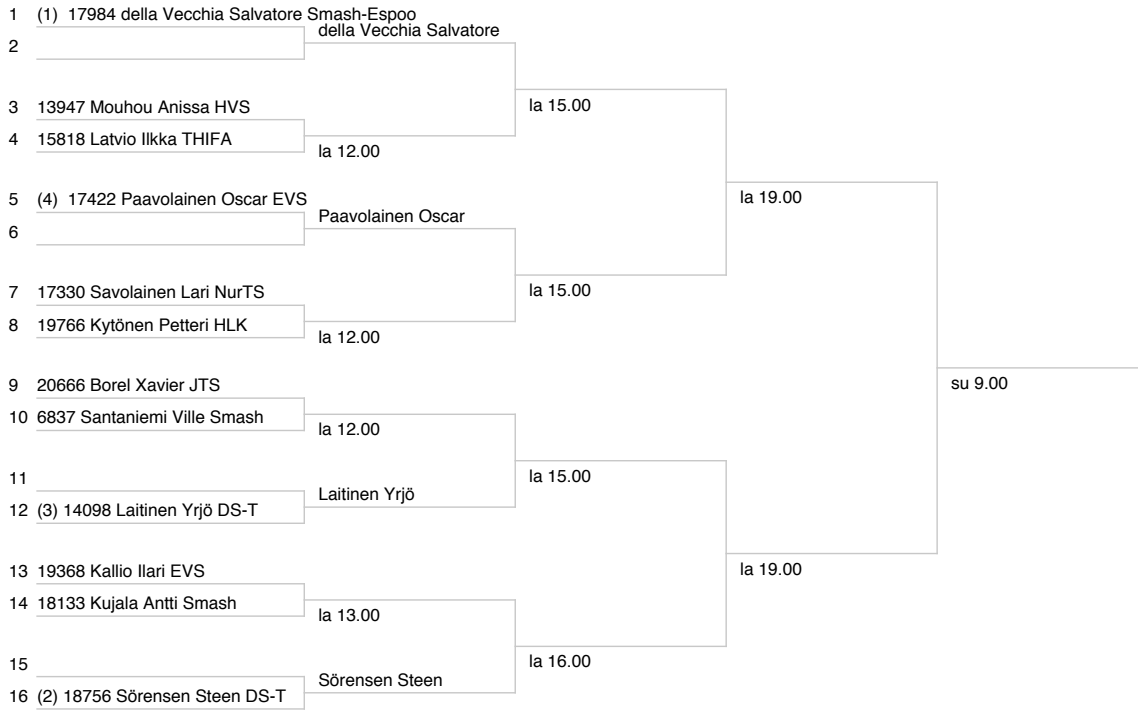 1 (1) 17984 della Vecchia Salvatore Smash-Espoo
della Vecchia Salvatore
2
la 15.00
3 13947 Mouhou Anissa HVS
4 15818 Latvio Ilkka THIFA
la 12.00
la 19.00
5 (4) 17422 Paavolainen Oscar EVS
Paavolainen Oscar
6
la 15.00
7 17330 Savolainen Lari NurTS
8 19766 Kytönen Petteri HLK
la 12.00
su 9.00
9 20666 Borel Xavier JTS
10 6837 Santaniemi Ville Smash
la 12.00
la 15.00
11
Laitinen Yrjö
12 (3) 14098 Laitinen Yrjö DS-T
la 19.00
13 19368 Kallio Ilari EVS
14 18133 Kujala Antti Smash
la 13.00
la 16.00
15
Sörensen Steen
16 (2) 18756 Sörensen Steen DS-T